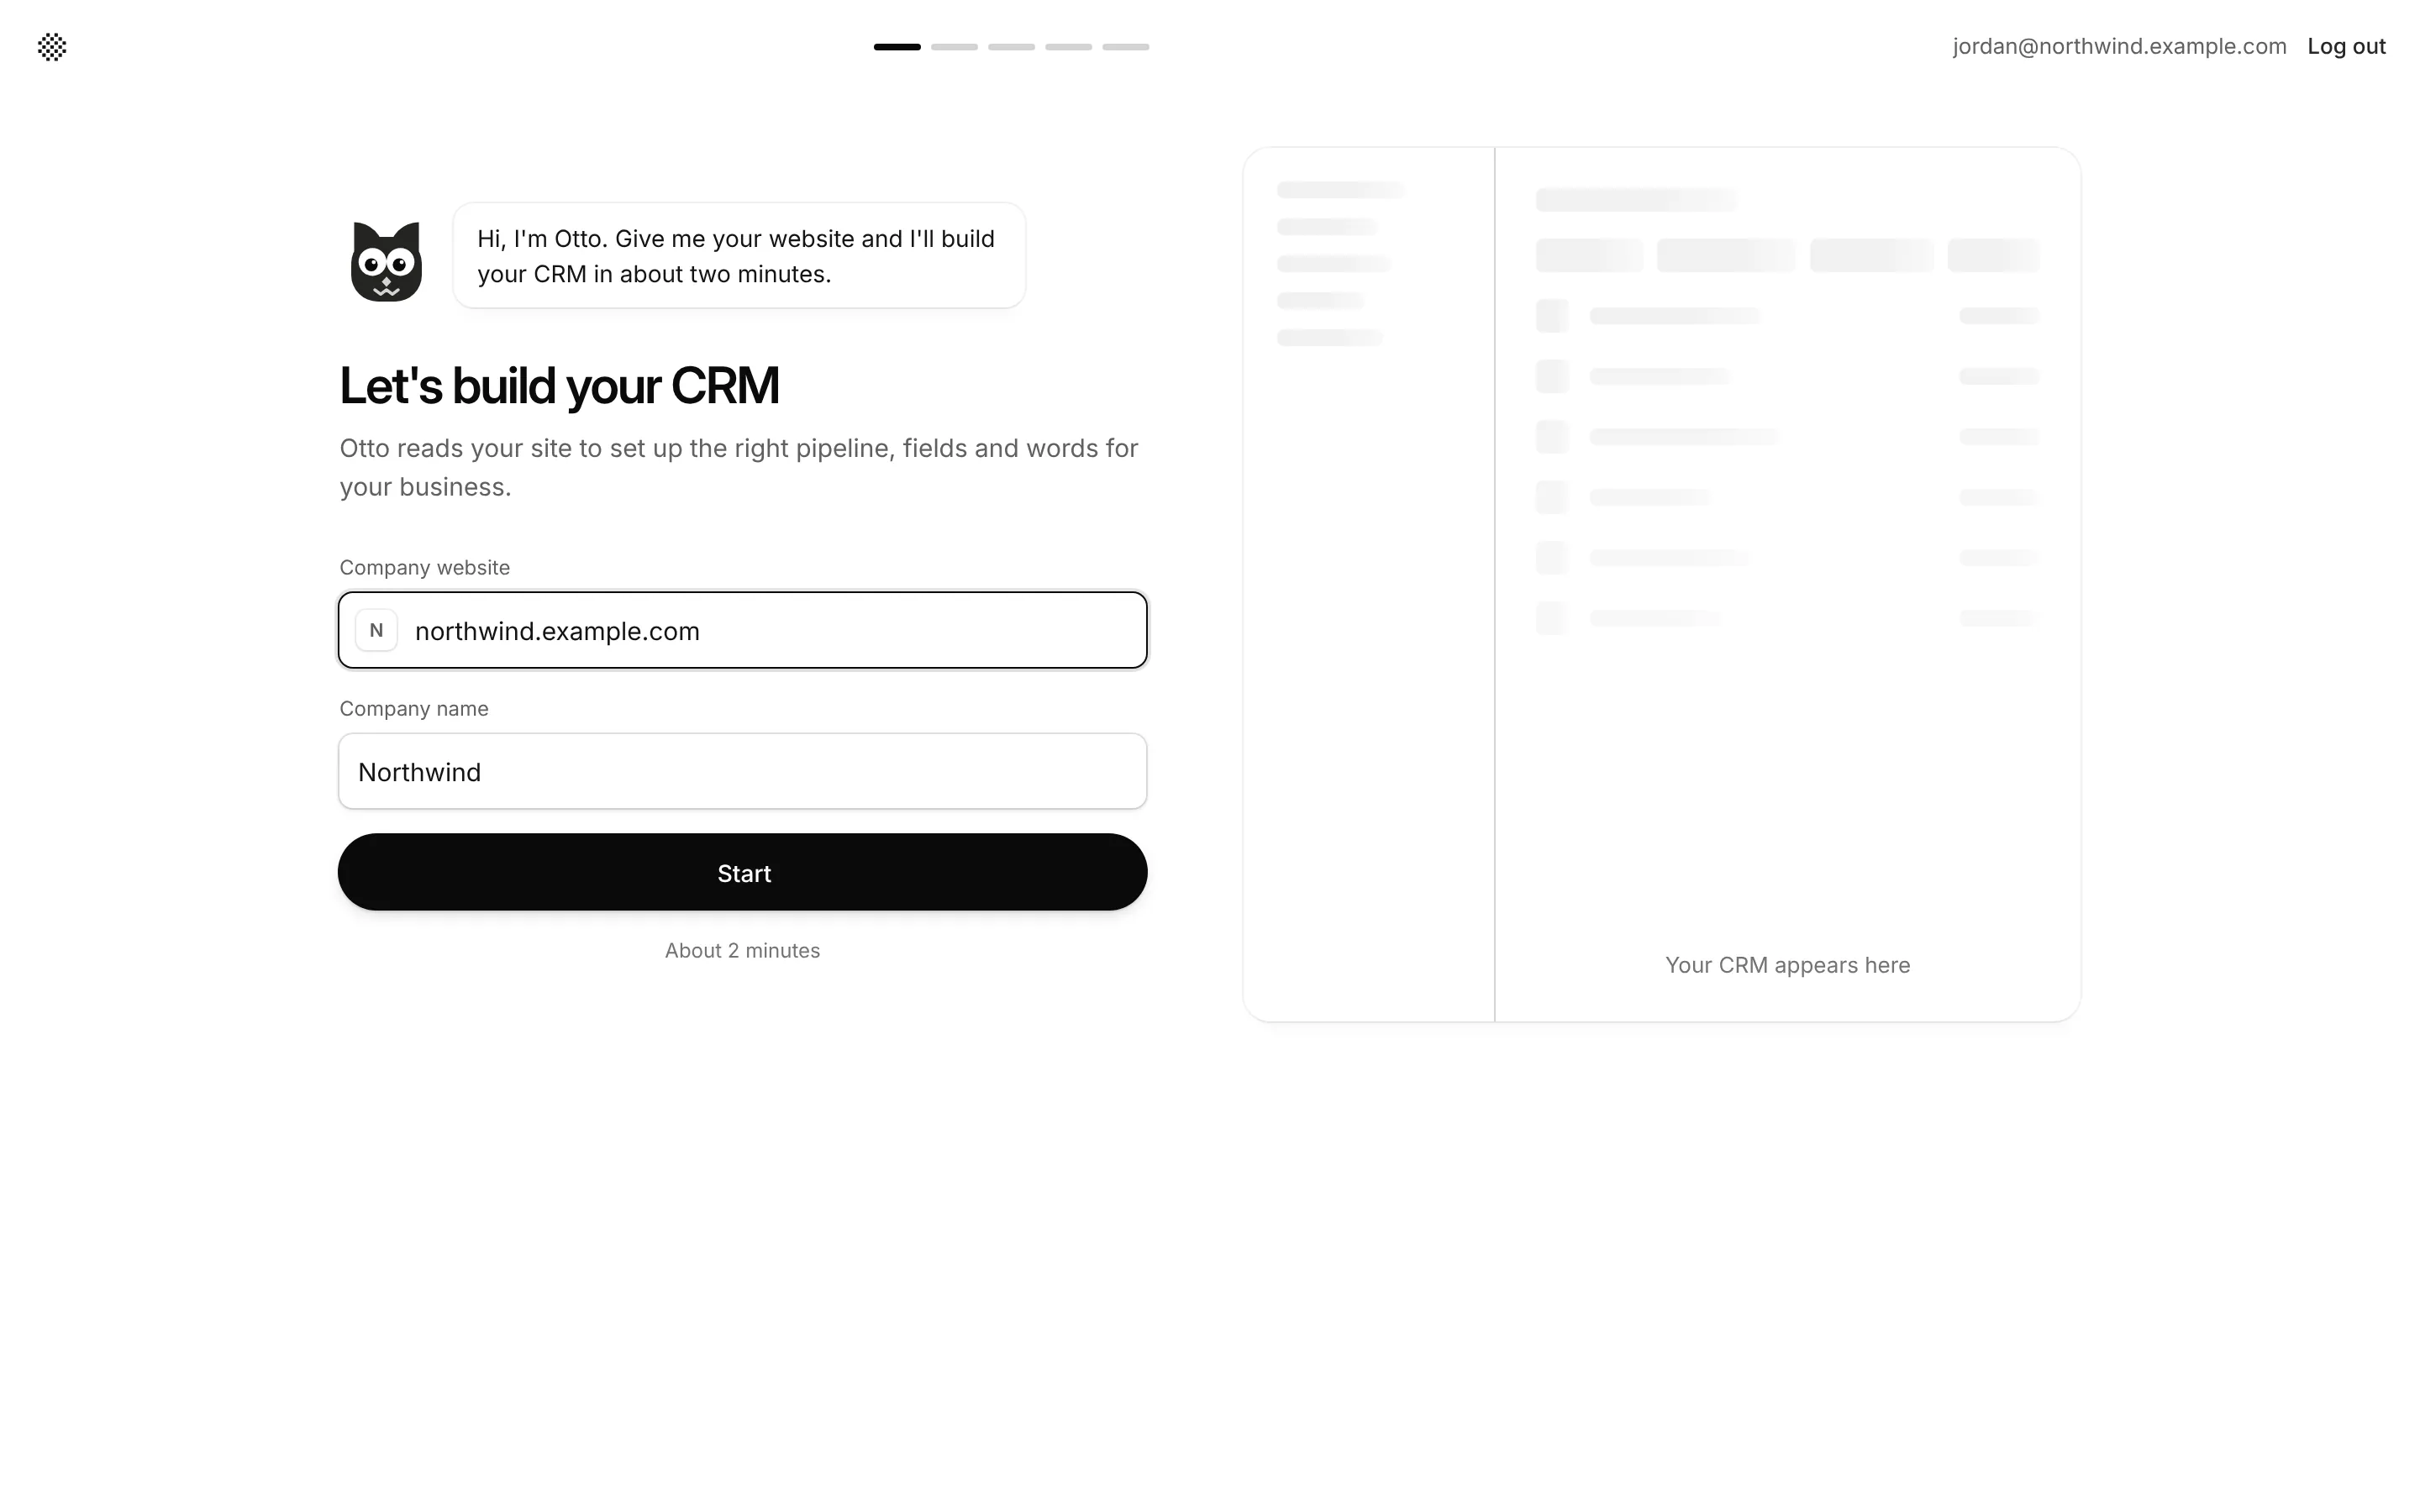 jordan@northwind.example.com
Log out
Hi, I'm Otto. Give me your website and I'll build
your CRM in about two minutes.
Let's build your CRM
Otto reads your site to set up the right pipeline, fields and words for
your business.
Company website
N
northwind.example.com
Company name
Northwind
Start
About 2 minutes
Your CRM appears here